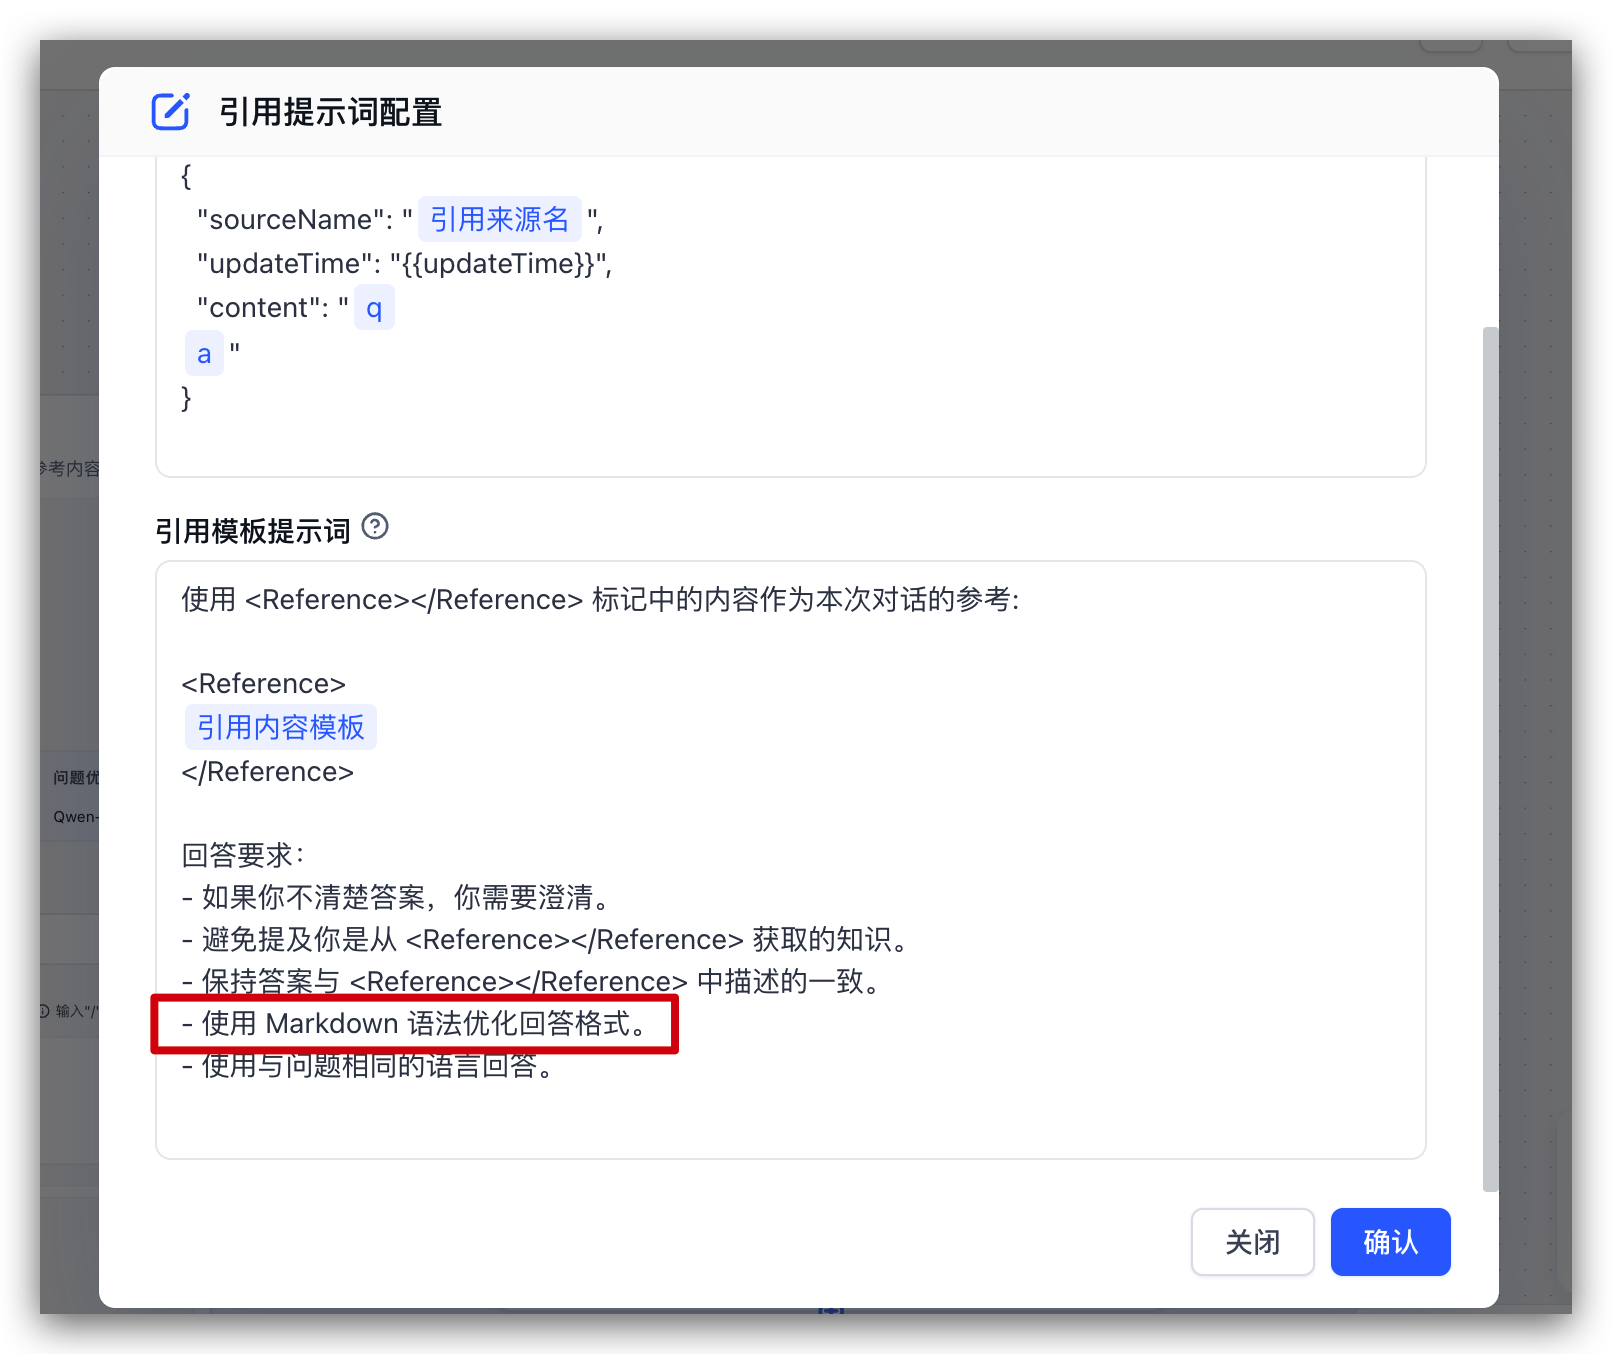 引用提示词配置
{
"sourceName": " 引用来源名 ",
"updateTime": "{{updateTime}}",
"content": " q
a "
}
参考内容
引用模板提示词
使用 <Reference></Reference> 标记中的内容作为本次对话的参考:
<Reference>
引用内容模板
</Reference>
问题优
Qwen-
回答要求：
- 如果你不清楚答案，你需要澄清。
- 避免提及你是从 <Reference></Reference> 获取的知识。
- 保持答案与 <Reference></Reference> 中描述的一致。
- 使用 Markdown 语法优化回答格式。
输入"/"
- 使用与问题相同的语言回答。
关闭
确认